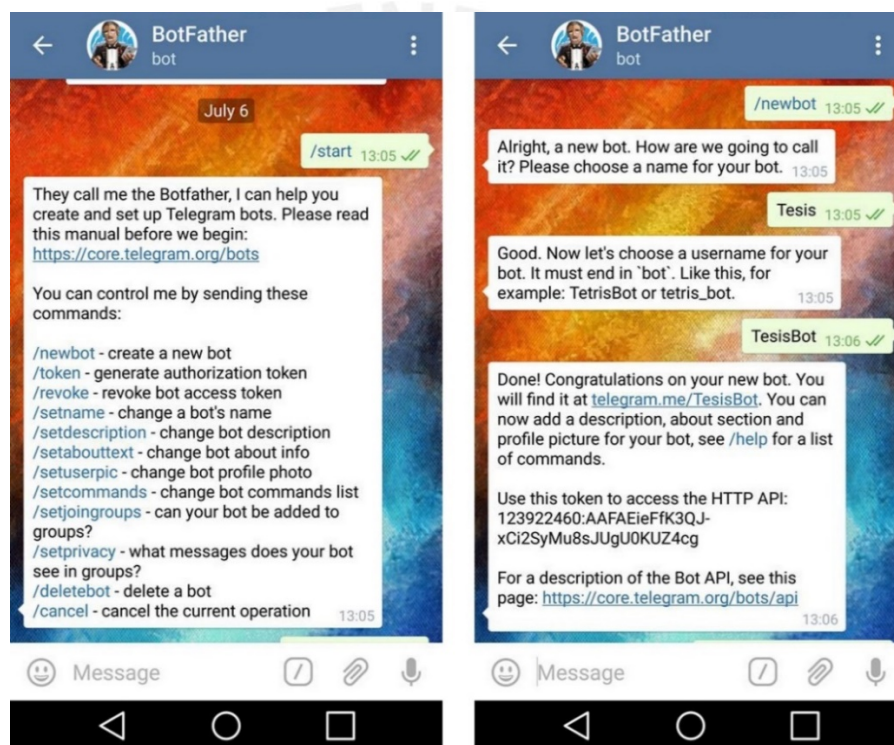 BotFather
bot
July 6
/start 13:05
They call me the Botfather, I can help you
create and set up Telegram bots. Please read
this manual before we begin:
https://core.telegram.org/bots
You can control me by sending these
commands:
/newbot - create a new bot
/token - generate authorization token
/revoke - revoke bot access token
/setname - change a bot's name
/setdescription - change bot description
/setabouttext - change bot about info
/setuserpic - change bot profile photo
/setcommands - change bot commands list
/setjoingroups - can your bot be added to
groups?
/setprivacy - what messages does your bot
see in groups?
/deletebot - delete a bot
/cancel - cancel the current operation 13:05
Message
BotFather
bot
/newbot 13:05
Alright, a new bot. How are we going to call
it? Please choose a name for your bot. 13:05
Tesis 13:05
Good. Now let's choose a username for your
bot. It must end in `bot`. Like this, for
example: TetrisBot or tetris_bot. 13:05
TesisBot 13:06
Done! Congratulations on your new bot. You
will find it at telegram.me/TesisBot. You can
now add a description, about section and
profile picture for your bot, see /help for a list
of commands.
Use this token to access the HTTP API:
123922460:AAFAEieFfK3QJ-
xCi2SyMu8sJUgU0KUZ4cg
For a description of the Bot API, see this
page: https://core.telegram.org/bots/api
13:06
Message